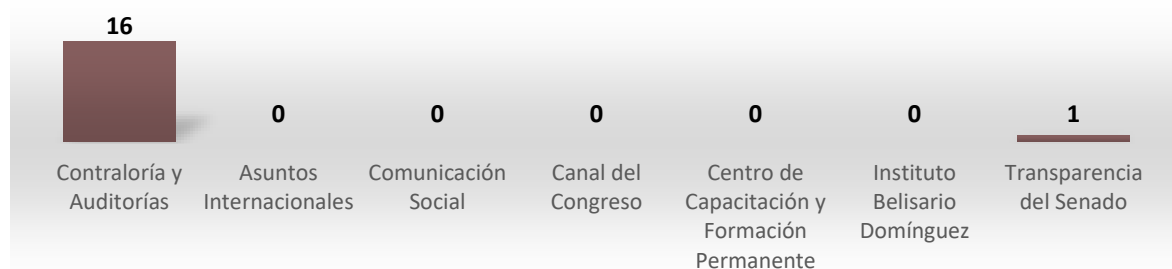 16
0
0
0
0
0
1
Contraloría y
Auditorías
Asuntos
Internacionales
Comunicación
Social
Canal del
Congreso
Centro de
Capacitación y
Formación
Permanente
Instituto
Belisario
Domínguez
Transparencia
del Senado